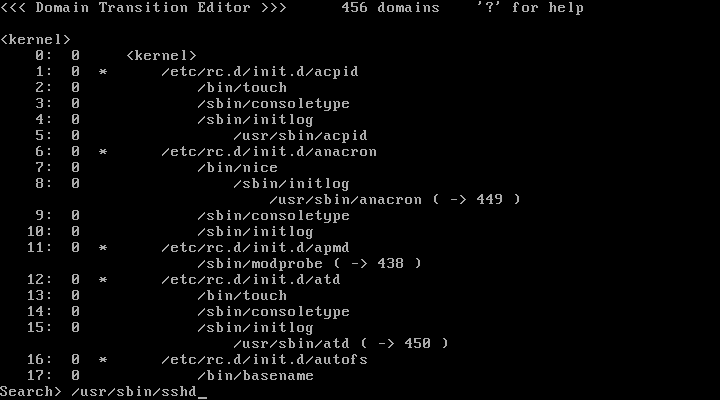 <<< Domain Transition Editor >>>      456 domains    '?' for help
<kernel>
0:  0     <kernel>
1:  0  *      /etc/rc.d/init.d/acpid
2:  0             /bin/touch
3:  0             /sbin/consoletype
4:  0             /sbin/initlog
5:  0                 /usr/sbin/acpid
6:  0  *      /etc/rc.d/init.d/anacron
7:  0             /bin/nice
8:  0                 /sbin/initlog
/usr/sbin/anacron ( -> 449 )
9:  0             /sbin/consoletype
10:  0             /sbin/initlog
11:  0  *      /etc/rc.d/init.d/apmd
/sbin/modprobe ( -> 438 )
12:  0  *      /etc/rc.d/init.d/atd
13:  0             /bin/touch
14:  0             /sbin/consoletype
15:  0             /sbin/initlog
/usr/sbin/atd ( -> 450 )
16:  0  *      /etc/rc.d/init.d/autofs
17:  0             /bin/basename
Search> /usr/sbin/sshd_